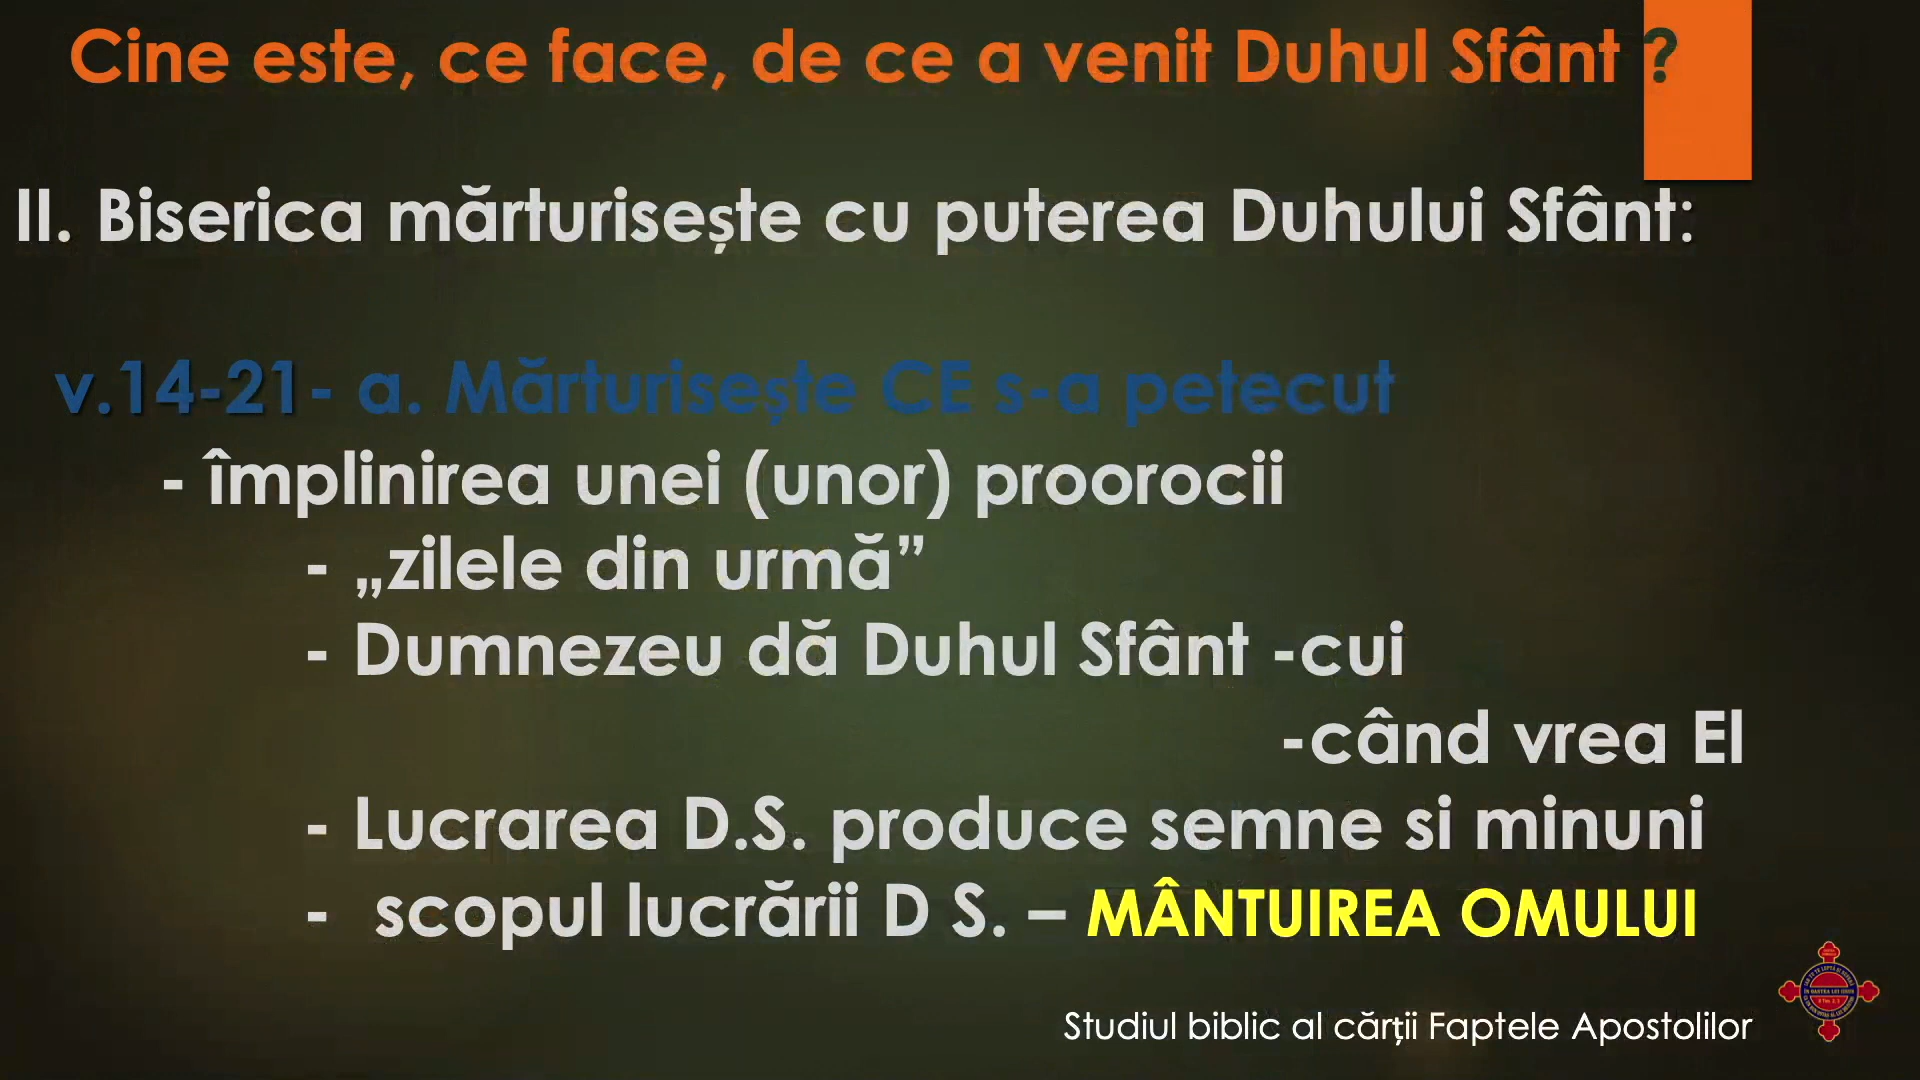 Cine este, ce face, de ce a venit Duhul Sfânt ?
II. Biserica mărturisește cu puterea Duhului Sfânt:
v.14-21- a. Mărturisește CE s-a petecut
- împlinirea unei (unor) proorocii
- „zilele din urmă”
- Dumnezeu dă Duhul Sfânt -cui
-când vrea El
- Lucrarea D.S. produce semne si minuni
- scopul lucrării D S. – MÂNTUIREA OMULUI
Studiul biblic al cărții Faptele Apostolilor